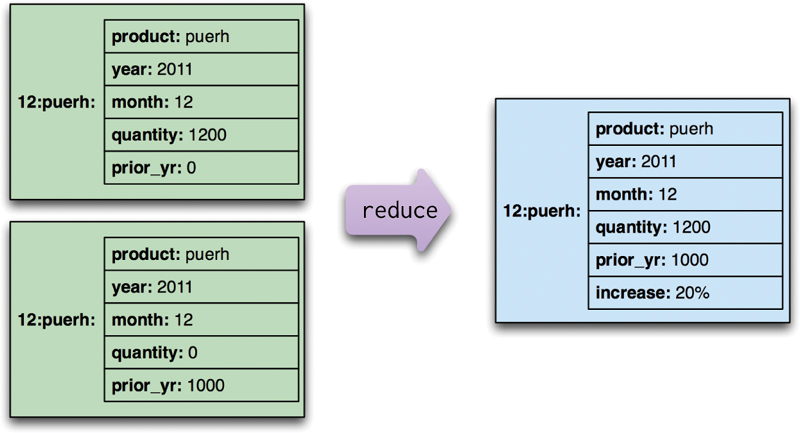 12:puerh:
product: puerh
year: 2011
month: 12
quantity: 1200
prior_yr: 0
12:puerh:
product: puerh
year: 2011
month: 12
quantity: 0
prior_yr: 1000
reduce
12:puerh:
product: puerh
year: 2011
month: 12
quantity: 1200
prior_yr: 1000
increase: 20%